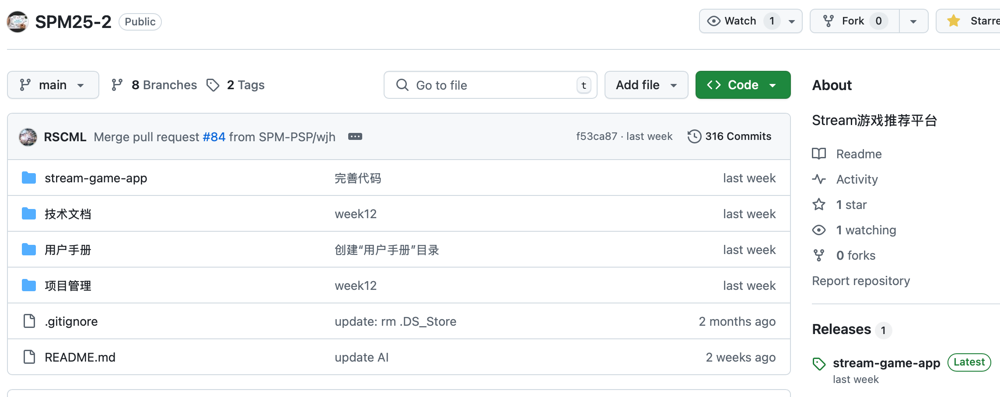 SPM25-2 Public Watch 1 Fork 0 Starre
main 8 Branches 2 Tags Go to file t Add file Code
RSCML Merge pull request #84 from SPM-PSP/wjh f53ca87 · last week 316 Commits
stream-game-app 完善代码 last week
技术文档 week12 last week
用户手册 创建“用户手册”目录 last week
项目管理 week12 last week
.gitignore update: rm .DS_Store 2 months ago
README.md update AI 2 weeks ago
About
Stream游戏推荐平台
Readme
Activity
1 star
1 watching
0 forks
Report repository
Releases 1
stream-game-app Latest
last week